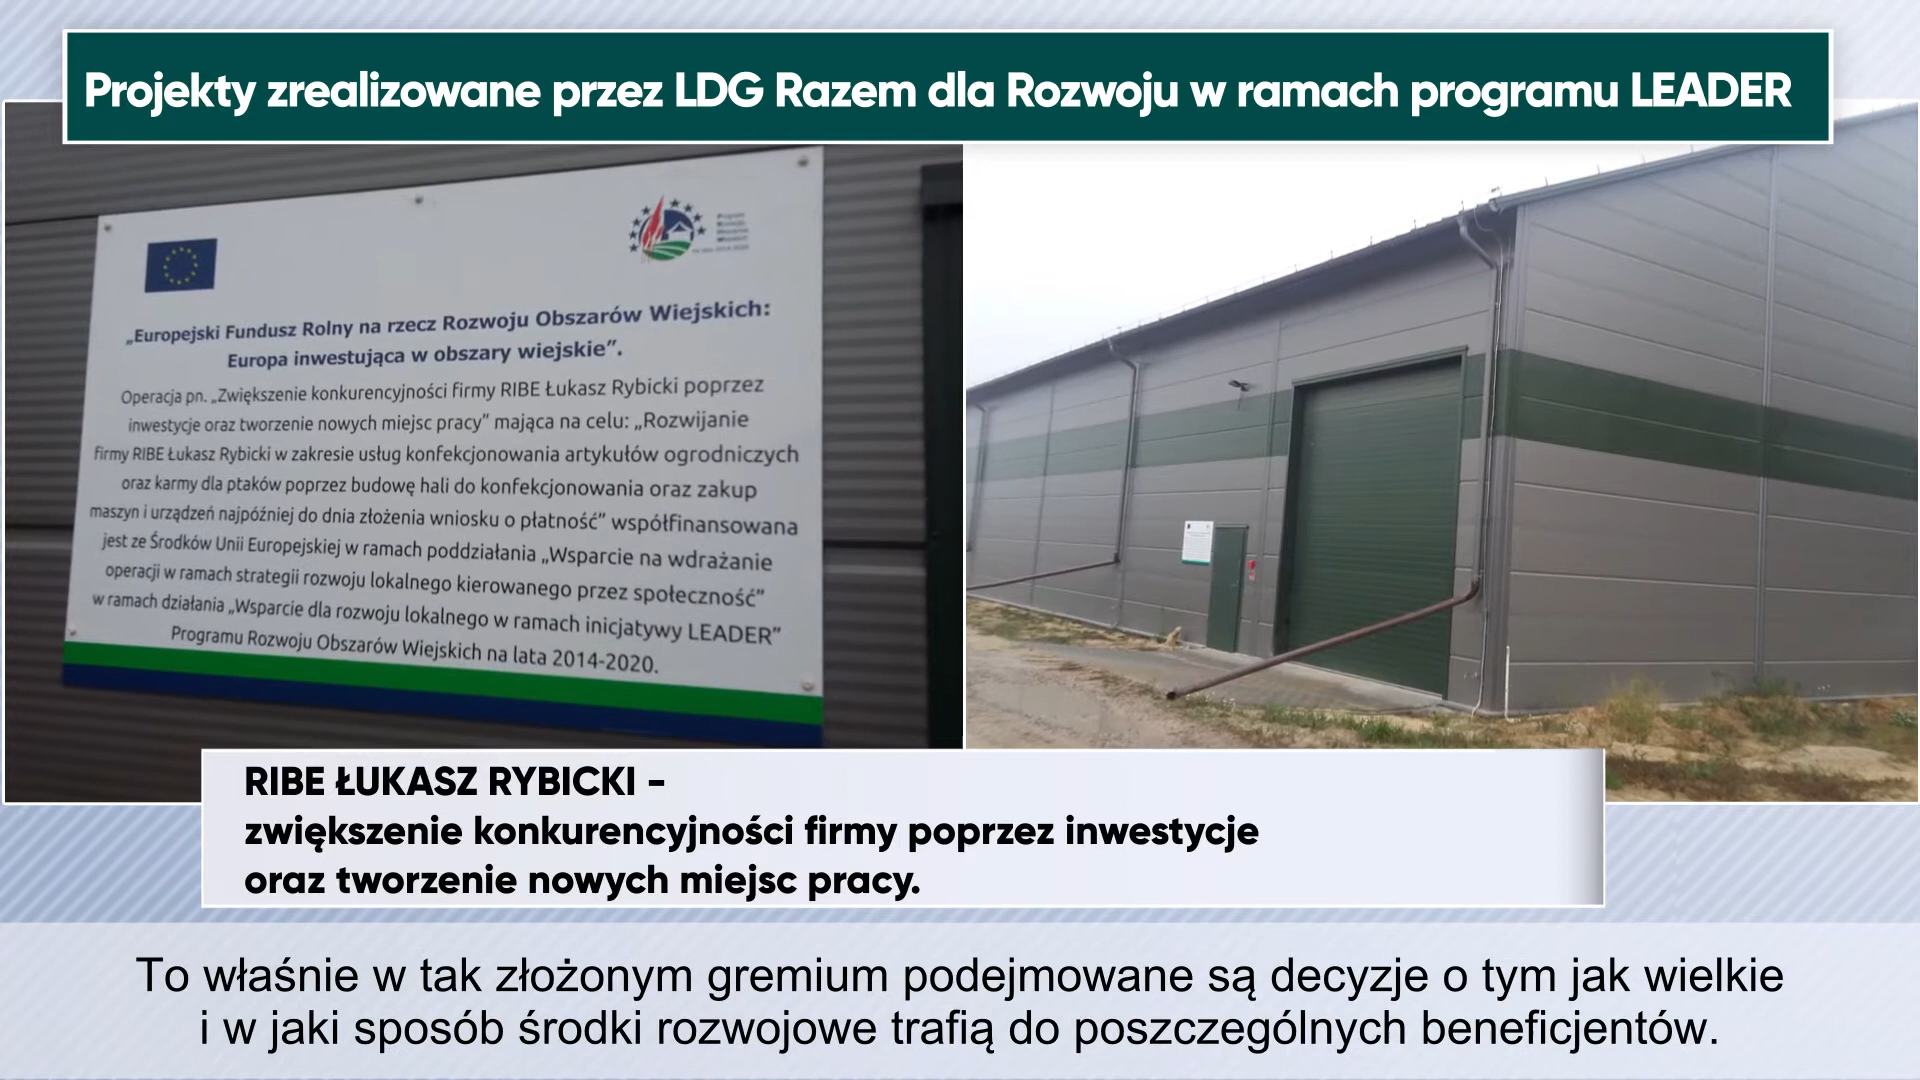 Projekty zrealizowane przez LDG Razem dla Rozwoju w ramach programu LEADER
„Europejski Fundusz Rolny na rzecz Rozwoju Obszarów Wiejskich:
Europa inwestująca w obszary wiejskie”.
Operacja pn. „Zwiększenie konkurencyjności firmy RIBE Łukasz Rybicki poprzez
inwestycje oraz tworzenie nowych miejsc pracy” mająca na celu: „Rozwijanie
firmy RIBE Łukasz Rybicki w zakresie usług konfekcjonowania artykułów ogrodniczych
oraz karmy dla ptaków poprzez budowę hali do konfekcjonowania oraz zakup
maszyn i urządzeń najpóźniej do dnia złożenia wniosku o płatność” współfinansowana
jest ze Środków Unii Europejskiej w ramach poddziałania „Wsparcie na wdrażanie
operacji w ramach strategii rozwoju lokalnego kierowanego przez społeczność”
w ramach działania „Wsparcie dla rozwoju lokalnego w ramach inicjatywy LEADER”
Programu Rozwoju Obszarów Wiejskich na lata 2014-2020.
RIBE ŁUKASZ RYBICKI –
zwiększenie konkurencyjności firmy poprzez inwestycje
oraz tworzenie nowych miejsc pracy.
To właśnie w tak złożonym gremium podejmowane są decyzje o tym jak wielkie
i w jaki sposób środki rozwojowe trafią do poszczególnych beneficjentów.